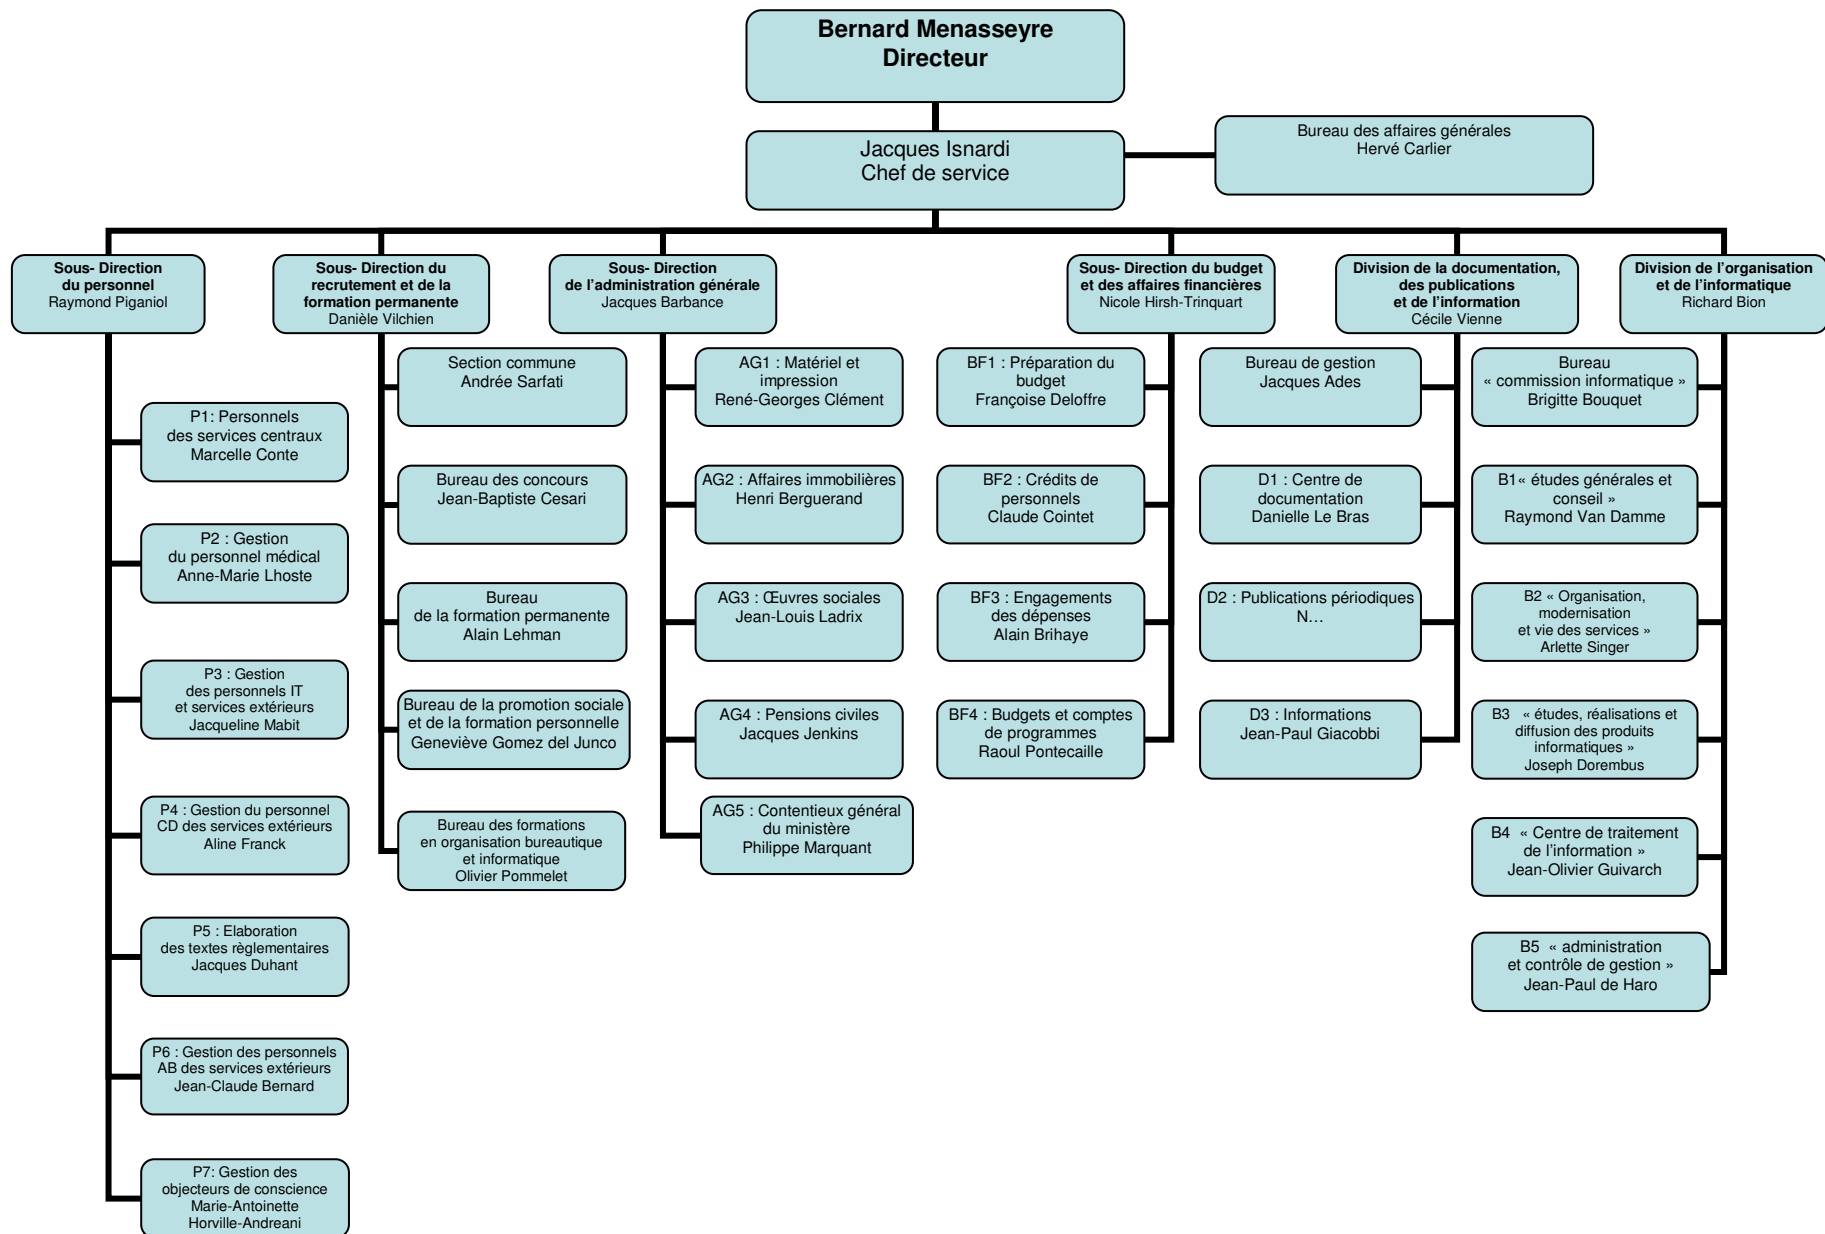 Bernard Menasseyre
Directeur
Jacques Isnardi
Chef de service
Bureau des affaires générales
Hervé Carlier
Sous- Direction
du personnel
Raymond Piganiol
P1: Personnels
des services centraux
Marcelle Conte
P2 : Gestion
du personnel médical
Anne-Marie Lhoste
P3 : Gestion
des personnels IT
et services extérieurs
Jacqueline Mabit
P4 : Gestion du personnel
CD des services extérieurs
Aline Franck
P5 : Elaboration
des textes règlementaires
Jacques Duhant
P6 : Gestion des personnels
AB des services extérieurs
Jean-Claude Bernard
P7: Gestion des
objecteurs de conscience
Marie-Antoinette
Horville-Andreani
Sous- Direction du
recrutement et de la
formation permanente
Danièle Vilchien
Section commune
Andrée Sarfati
Bureau des concours
Jean-Baptiste Cesari
Bureau
de la formation permanente
Alain Lehman
Bureau de la promotion sociale
et de la formation personnelle
Geneviève Gomez del Junco
Bureau des formations
en organisation bureautique
et informatique
Olivier Pommelet
Sous- Direction
de l'administration générale
Jacques Barbance
AG1 : Matériel et
impression
René-Georges Clément
AG2 : Affaires immobilières
Henri Berguerand
AG3 : Œuvres sociales
Jean-Louis Ladrix
AG4 : Pensions civiles
Jacques Jenkins
AG5 : Contentieux général
du ministère
Philippe Marquant
Sous- Direction du budget
et des affaires financières
Nicole Hirsh-Trinquart
BF1 : Préparation du
budget
Françoise Deloffre
BF2 : Crédits de
personnels
Claude Cointet
BF3 : Engagements
des dépenses
Alain Brihaye
BF4 : Budgets et comptes
de programmes
Raoul Pontecaille
Division de la documentation,
des publications
et de l'information
Cécile Vienne
Bureau de gestion
Jacques Ades
D1 : Centre de
documentation
Danielle Le Bras
D2 : Publications périodiques
N…
D3 : Informations
Jean-Paul Giacobbi
Division de l'organisation
et de l'informatique
Richard Bion
Bureau
« commission informatique »
Brigitte Bouquet
B1« études générales et
conseil »
Raymond Van Damme
B2 « Organisation,
modernisation
et vie des services »
Arlette Singer
B3 « études, réalisations et
diffusion des produits
informatiques »
Joseph Dorembus
B4 « Centre de traitement
de l'information »
Jean-Olivier Guivarch
B5 « administration
et contrôle de gestion »
Jean-Paul de Haro